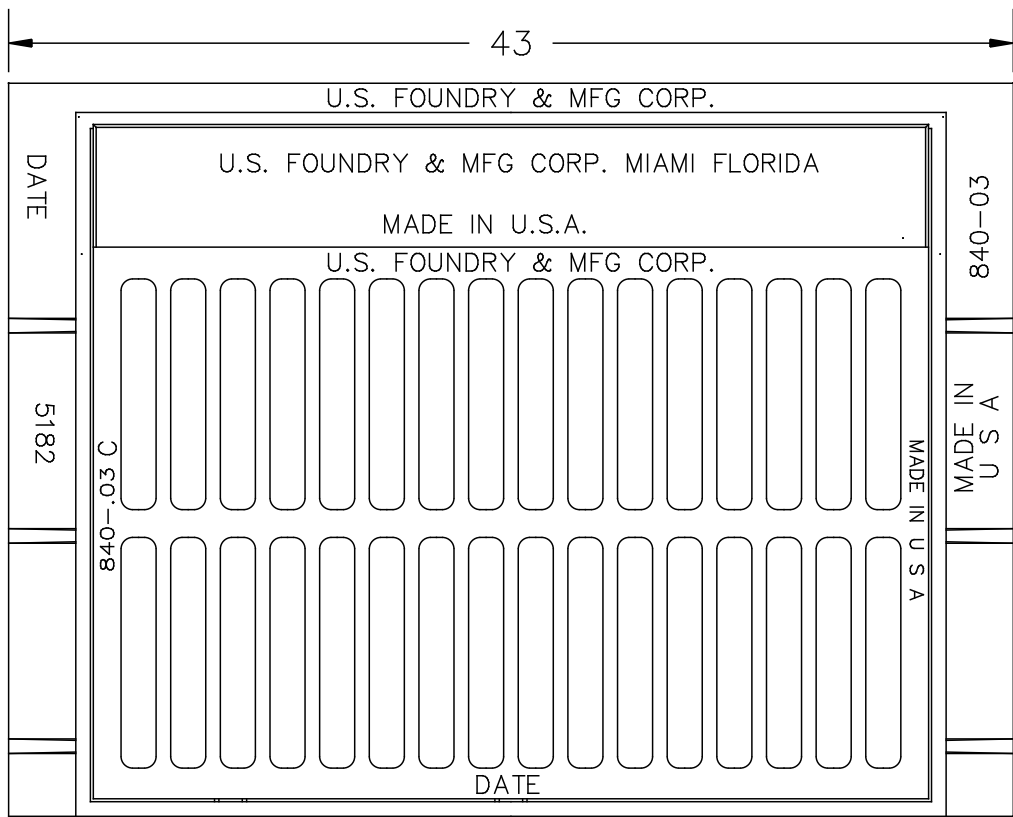 43
U.S. FOUNDRY & MFG CORP.
DATE
U.S. FOUNDRY & MFG CORP. MIAMI FLORIDA
840-03
MADE IN U.S.A.
U.S. FOUNDRY & MFG CORP.
5182
840-.03 C
MADE IN U S A
MADE IN
U S A
DATE